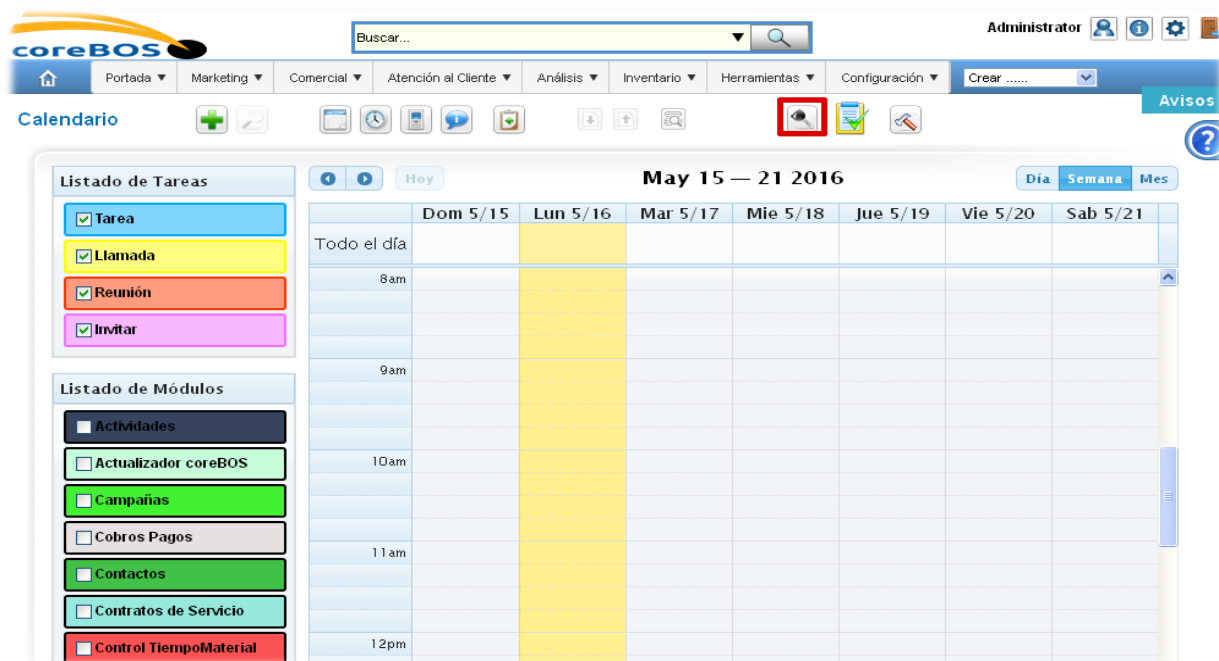 coreBOS
Buscar...
Administrator
Portada Marketing Comercial Atención al Cliente Análisis Inventario Herramientas Configuración Crear ......
Avisos
Calendario
?
Listado de Tareas
Tarea
Llamada
Reunión
Invitar
Listado de Módulos
Actividades
Actualizador coreBOS
Campañas
Cobros Pagos
Contactos
Contratos de Servicio
Control TiempoMaterial
Hoy
May 15 — 21 2016
Día Semana Mes
Dom 5/15 Lun 5/16 Mar 5/17 Mie 5/18 Jue 5/19 Vie 5/20 Sab 5/21
Todo el día
8am
9am
10am
11am
12pm